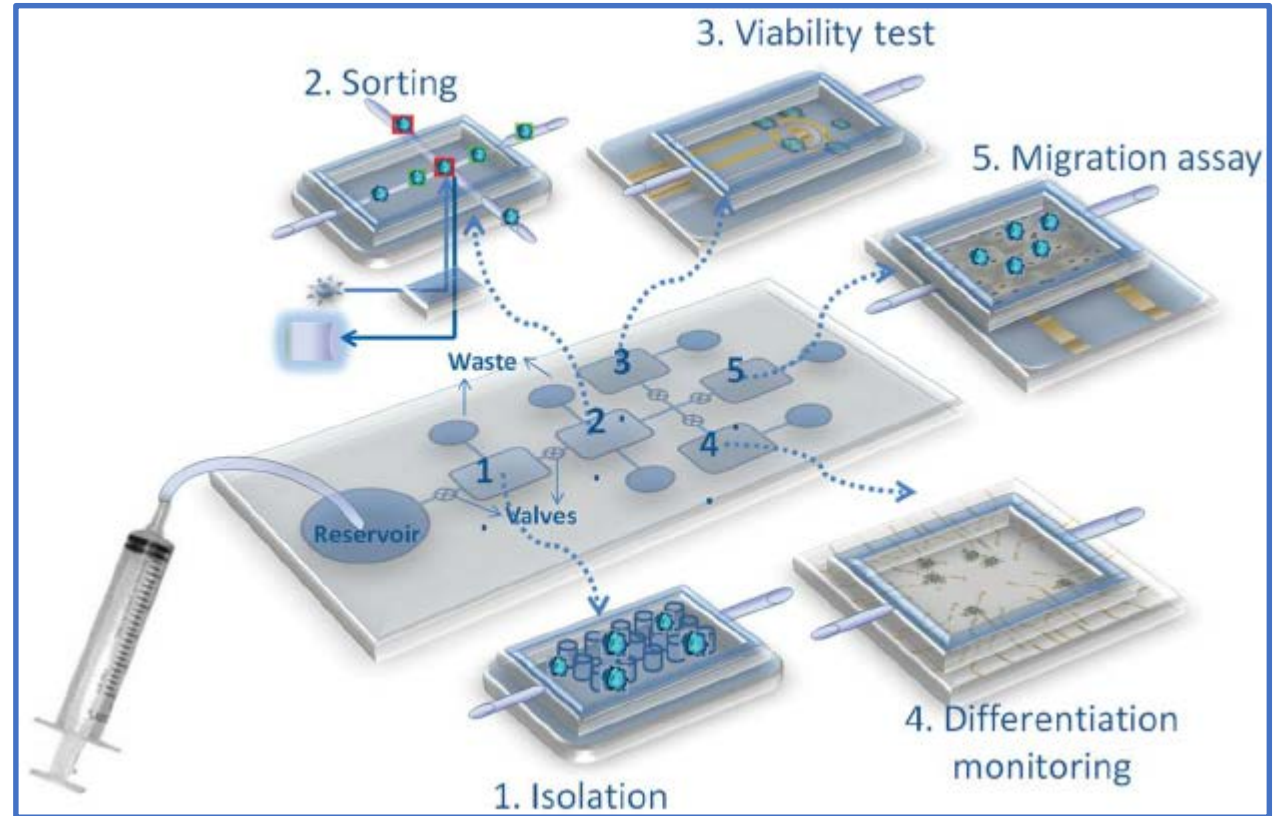 3. Viability test
2. Sorting
5. Migration assay
Waste
3
5
2
4
1
Valves
Reservoir
4. Differentiation
monitoring
1. Isolation